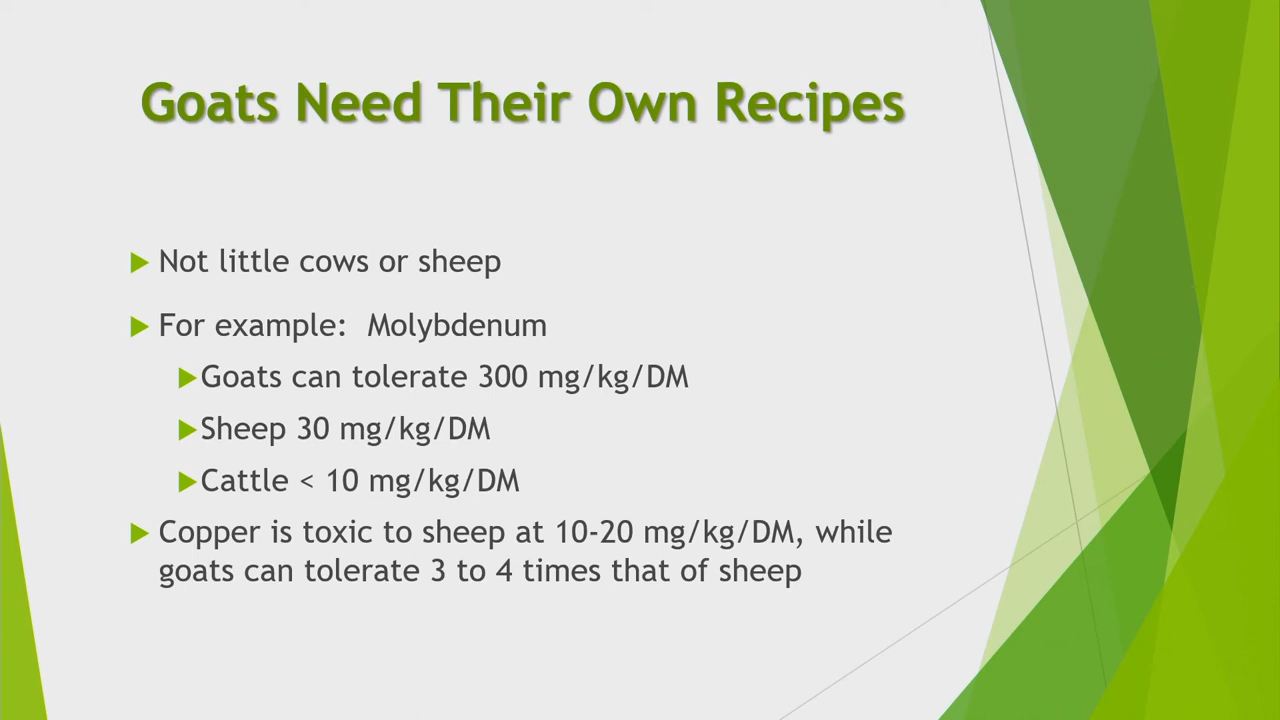 Goats Need Their Own Recipes
Not little cows or sheep
For example: Molybdenum
Goats can tolerate 300 mg/kg/DM
Sheep 30 mg/kg/DM
Cattle < 10 mg/kg/DM
Copper is toxic to sheep at 10-20 mg/kg/DM, while
goats can tolerate 3 to 4 times that of sheep